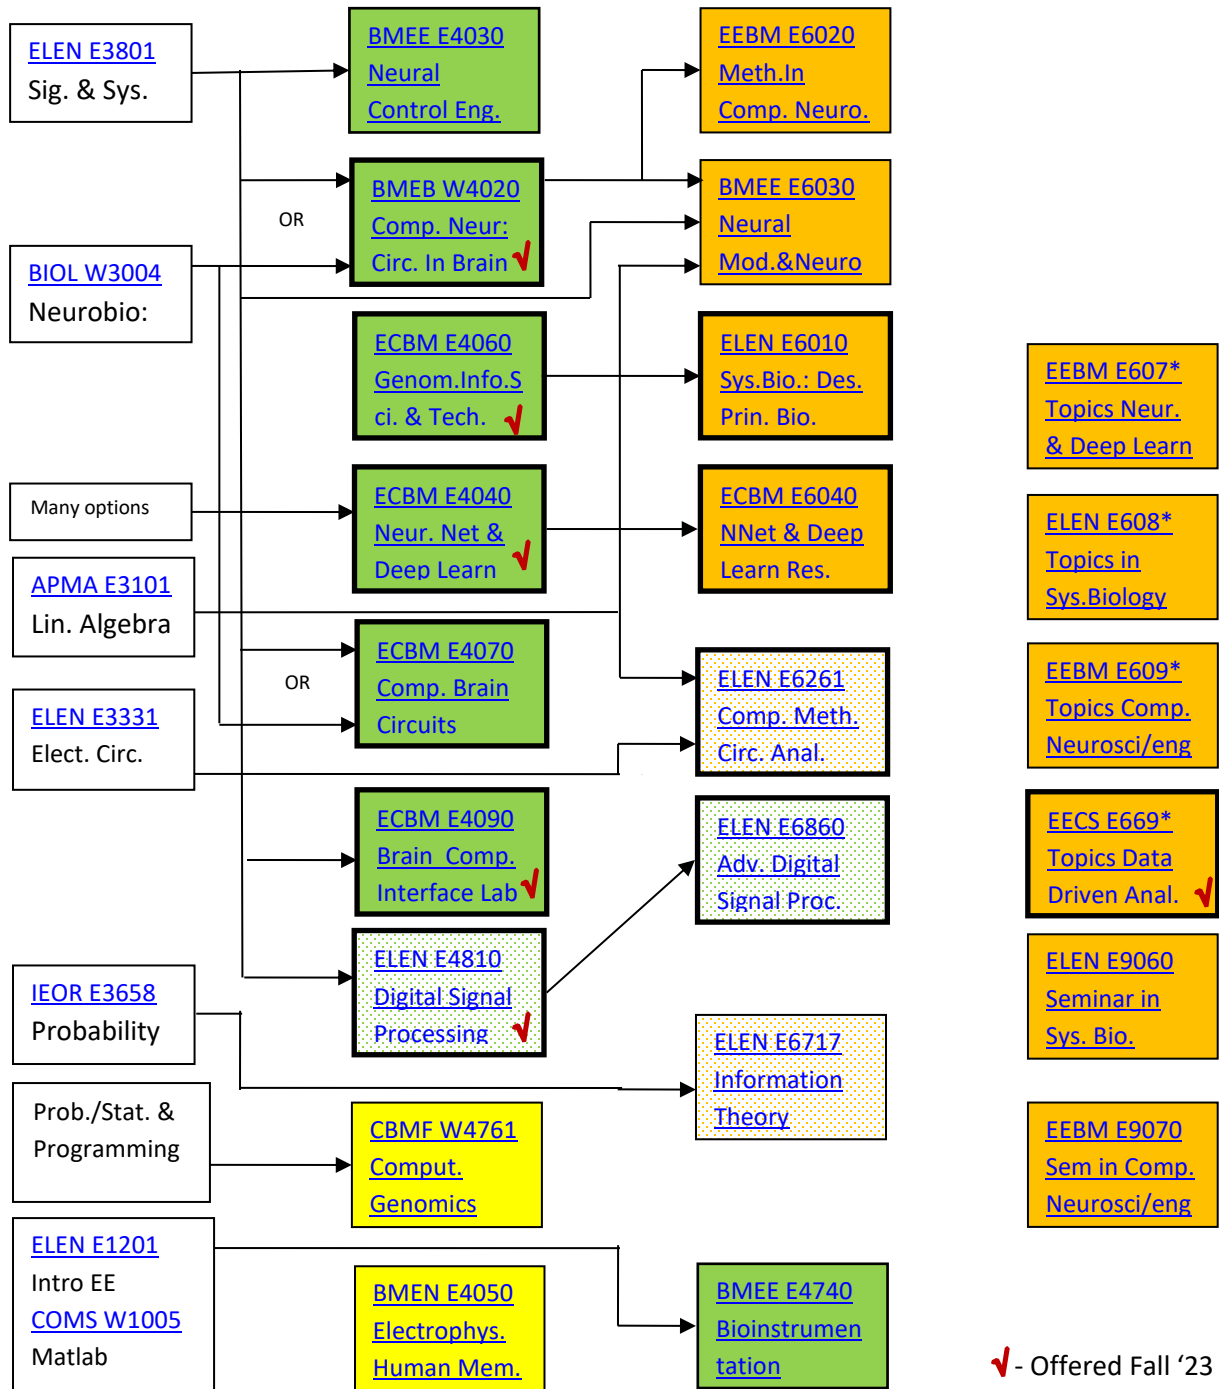 ELEN E3801
Sig. & Sys.
BIOL W3004
Neurobio:
Many options
APMA E3101
Lin. Algebra
ELEN E3331
Elect. Circ.
IEOR E3658
Probability
Prob./Stat. &
Programming
ELEN E1201
Intro EE
COMS W1005
Matlab
BMEE E4030
Neural
Control Eng.
OR
BMEB W4020
Comp. Neur:
Circ. In Brain √
ECBM E4060
Genom.Info.S
ci. & Tech. √
ECBM E4040
Neur. Net &
Deep Learn √
OR
ECBM E4070
Comp. Brain
Circuits
ECBM E4090
Brain Comp.
Interface Lab √
ELEN E4810
Digital Signal
Processing √
CBMF W4761
Comput.
Genomics
BMEN E4050
Electrophys.
Human Mem.
EEBM E6020
Meth.In
Comp. Neuro.
BMEE E6030
Neural
Mod.&Neuro
ELEN E6010
Sys.Bio.: Des.
Prin. Bio.
ECBM E6040
NNet & Deep
Learn Res.
ELEN E6261
Comp. Meth.
Circ. Anal.
ELEN E6860
Adv. Digital
Signal Proc.
ELEN E6717
Information
Theory
BMEE E4740
Bioinstrumen
tation
EEBM E607*
Topics Neur.
& Deep Learn
ELEN E608*
Topics in
Sys.Biology
EEBM E609*
Topics Comp.
Neurosci/eng
EECS E669*
Topics Data
Driven Anal. √
ELEN E9060
Seminar in
Sys. Bio.
EEBM E9070
Sem in Comp.
Neurosci/eng
√ - Offered Fall ‘23